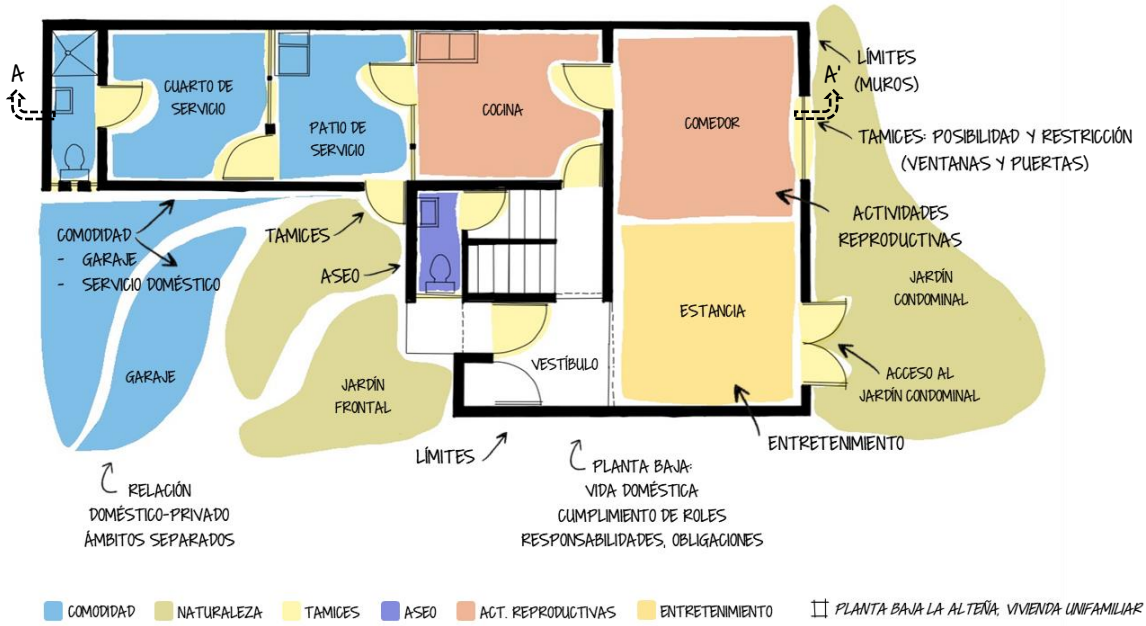 A
CUARTO DE
SERVICIO
PATIO DE
SERVICIO
COCINA
COMEDOR
A'
LÍMITES
(MUROS)
TAMICES: POSIBILIDAD Y RESTRICCIÓN
(VENTANAS Y PUERTAS)
ACTIVIDADES
REPRODUCTIVAS
COMODIDAD
- GARAJE
- SERVICIO DOMÉSTICO
TAMICES
ASEO
JARDÍN
CONDOMINAL
ESTANCIA
GARAJE
JARDÍN
FRONTAL
VESTÍBULO
ACCESO AL
JARDÍN CONDOMINAL
LÍMITES
ENTRETENIMIENTO
RELACIÓN
DOMÉSTICO-PRIVADO
ÁMBITOS SEPARADOS
PLANTA BAJA:
VIDA DOMÉSTICA
CUMPLIMIENTO DE ROLES
RESPONSABILIDADES, OBLIGACIONES
COMODIDAD
NATURALEZA
TAMICES
ASEO
ACT. REPRODUCTIVAS
ENTRETENIMIENTO
PLANTA BAJA LA ALTEÑA, VIVIENDA UNIFAMILIAR